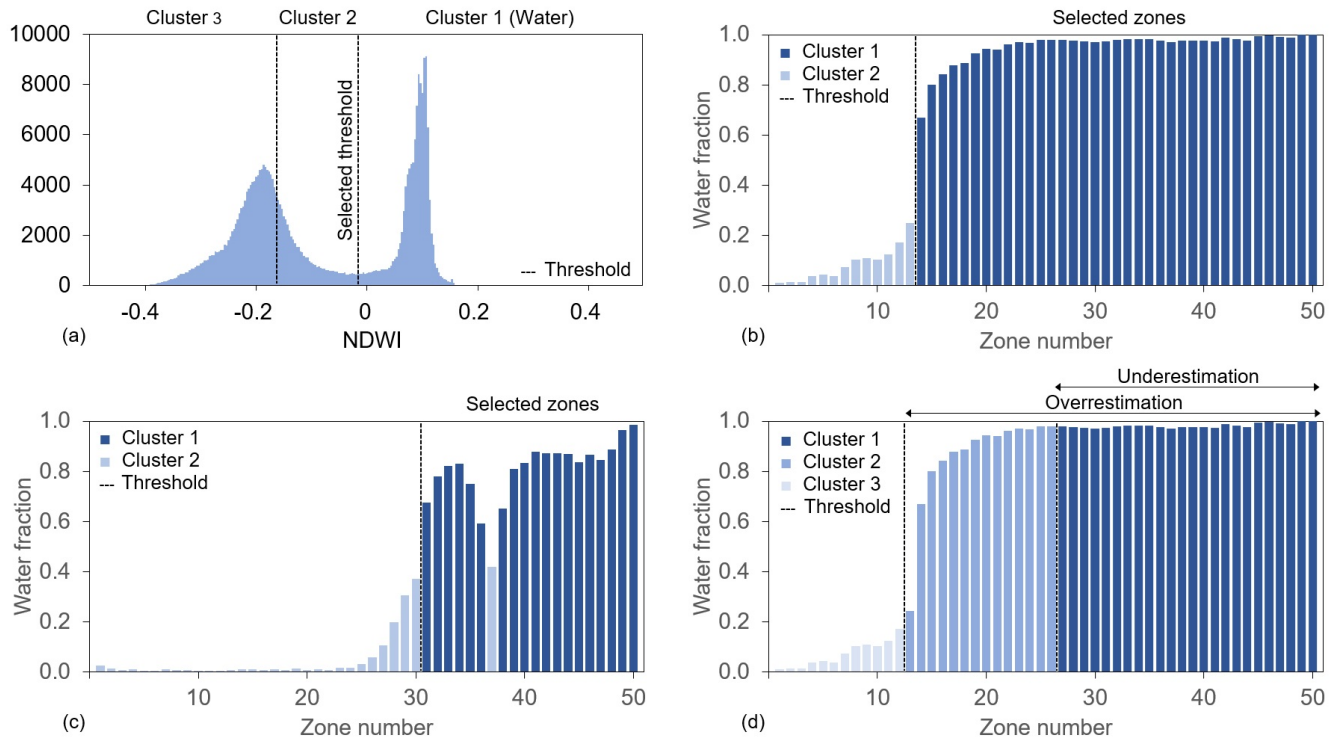 Cluster 3 Cluster 2 Cluster 1 (Water)
10000
8000
6000
4000
2000
0
Selected threshold
--- Threshold
-0.4 -0.2 0 0.2 0.4
NDWI
(a)
Selected zones
1.0
0.8
0.6
0.4
0.2
0.0
Water fraction
Cluster 1
Cluster 2
--- Threshold
10 20 30 40 50
Zone number
(b)
Selected zones
1.0
0.8
0.6
0.4
0.2
0.0
Water fraction
Cluster 1
Cluster 2
--- Threshold
10 20 30 40 50
Zone number
(c)
Underestimation
Overrestimation
1.0
0.8
0.6
0.4
0.2
0.0
Water fraction
Cluster 1
Cluster 2
Cluster 3
--- Threshold
10 20 30 40 50
Zone number
(d)